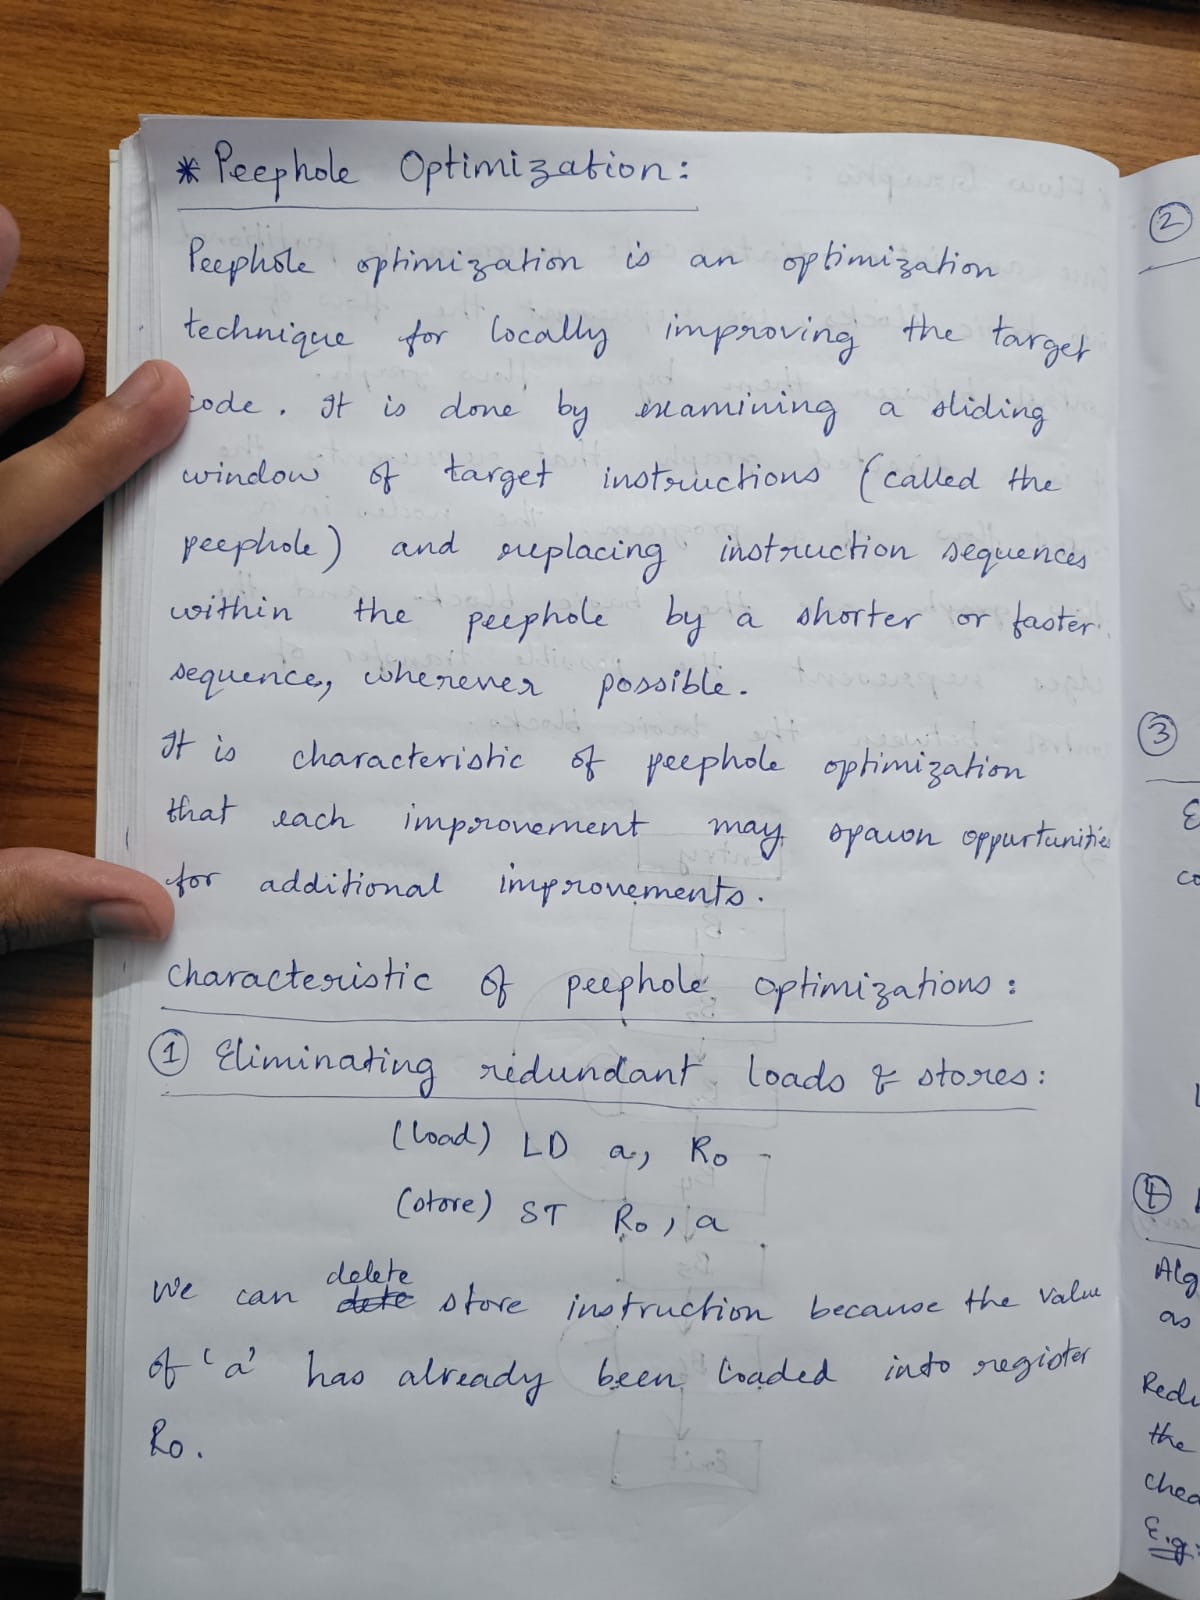 * Peephole Optimization:
Peephole optimization is an optimization
technique for locally improving the target
code. It is done by examining a sliding
window of target instructions (called the
peephole) and replacing instruction sequences
within the peephole by a shorter or faster
sequence, wherever possible.
It is characteristic of peephole optimization
that each improvement may spawn oppurtunities
for additional improvements.
Characteristic of peephole optimizations:
① Eliminating redundant loads & stores:
(load) LD a, R0
(store) ST R0, a
We can delete store instruction because the value
of 'a' has already been loaded into register
R0.
②
③
E
co
④
Alg
as
Redu
the
chea
E.g: